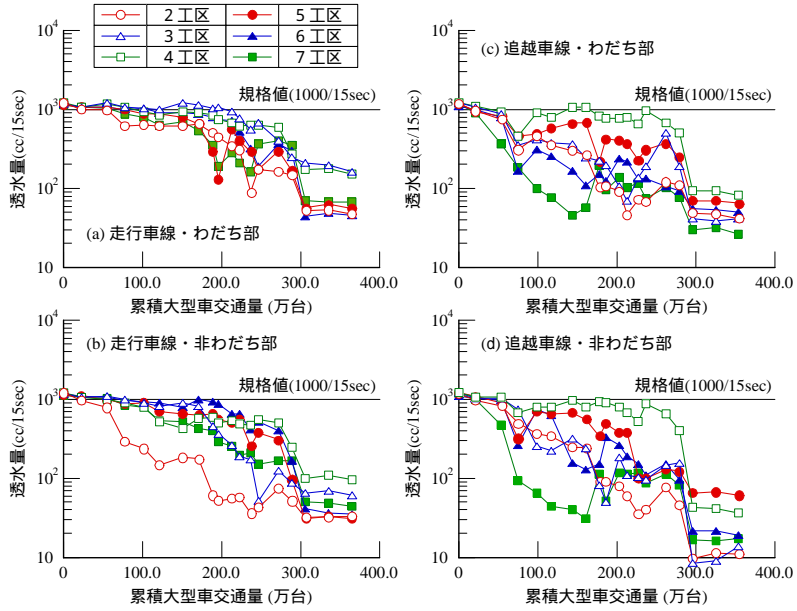 2 工区 5 工区
3 工区 6 工区
4 工区 7 工区
10⁴
10³
10²
10
透水量(cc/15sec)
規格値(1000/15sec)
(a) 走行車線・わだち部
0 100.0 200.0 300.0 400.0
累積大型車交通量 (万台)
10⁴
10³
10²
10
透水量(cc/15sec)
(c) 追越車線・わだち部
規格値(1000/15sec)
0 100.0 200.0 300.0 400.0
累積大型車交通量 (万台)
10⁴
10³
10²
10
透水量(cc/15sec)
(b) 走行車線・非わだち部
規格値(1000/15sec)
0 100.0 200.0 300.0 400.0
累積大型車交通量 (万台)
10⁴
10³
10²
10
透水量(cc/15sec)
(d) 追越車線・非わだち部
規格値(1000/15sec)
0 100.0 200.0 300.0 400.0
累積大型車交通量 (万台)